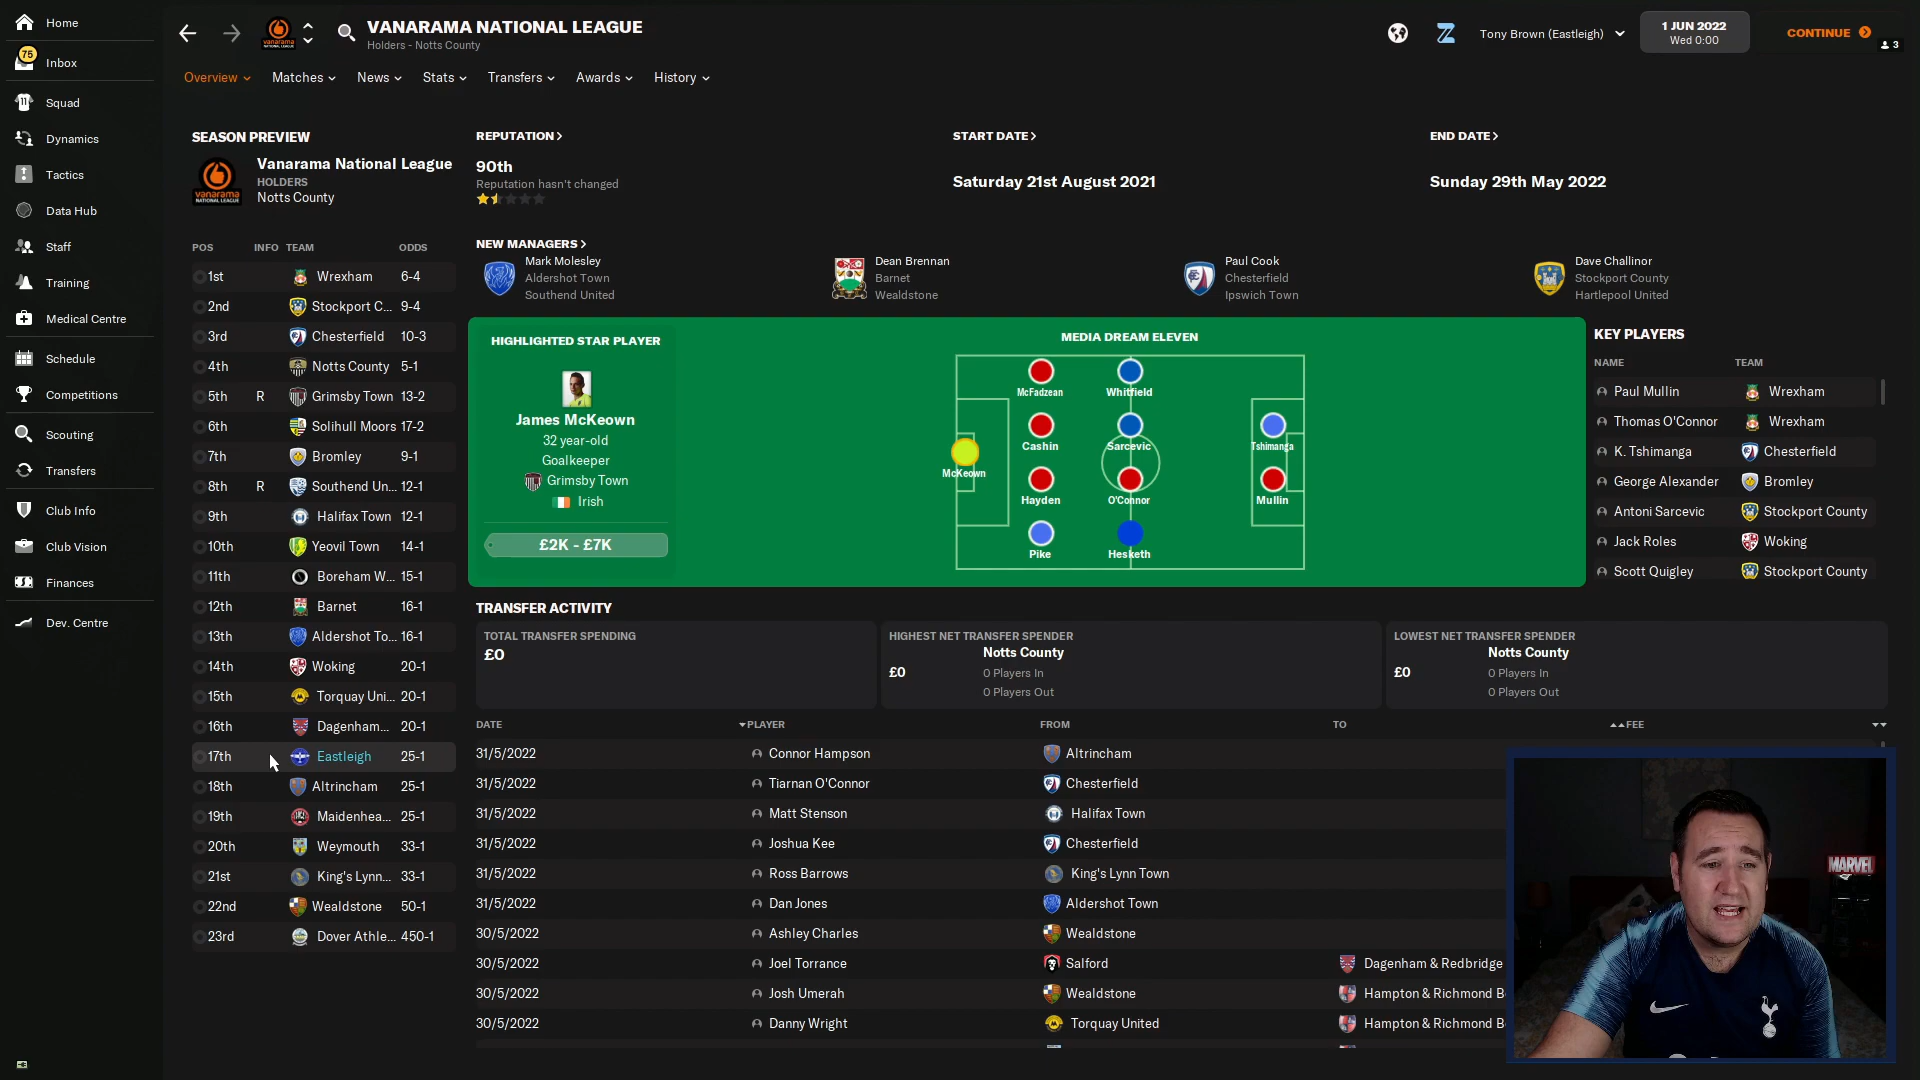 Home
75
Inbox
Squad
Dynamics
Tactics
Data Hub
Staff
Training
Medical Centre
Schedule
Competitions
Scouting
Transfers
Club Info
Club Vision
Finances
Dev. Centre
VANARAMA NATIONAL LEAGUE
Holders - Notts County
Tony Brown (Eastleigh)
1 JUN 2022
Wed 0:00
CONTINUE
3
Overview Matches News Stats Transfers Awards History
SEASON PREVIEW
Vanarama National League
HOLDERS
Notts County
REPUTATION
90th
Reputation hasn't changed
START DATE
Saturday 21st August 2021
END DATE
Sunday 29th May 2022
POS INFO TEAM ODDS
1st Wrexham 6-4
2nd Stockport C... 9-4
3rd Chesterfield 10-3
4th Notts County 5-1
5th R Grimsby Town 13-2
6th Solihull Moors 17-2
7th Bromley 9-1
8th R Southend Un... 12-1
9th Halifax Town 12-1
10th Yeovil Town 14-1
11th Boreham W... 15-1
12th Barnet 16-1
13th Aldershot To... 16-1
14th Woking 20-1
15th Torquay Uni... 20-1
16th Dagenham... 20-1
17th Eastleigh 25-1
18th Altrincham 25-1
19th Maidenhea... 25-1
20th Weymouth 33-1
21st King's Lynn... 33-1
22nd Wealdstone 50-1
23rd Dover Athle... 450-1
NEW MANAGERS
Mark Molesley
Aldershot Town
Southend United
Dean Brennan
Barnet
Wealdstone
Paul Cook
Chesterfield
Ipswich Town
Dave Challinor
Stockport County
Hartlepool United
HIGHLIGHTED STAR PLAYER
James McKeown
32 year-old
Goalkeeper
Grimsby Town
Irish
£2K - £7K
MEDIA DREAM ELEVEN
McFadzean Whitfield
Cashin Sarcevic Tshimanga
McKeown
Hayden O'Connor Mullin
Pike Hesketh
KEY PLAYERS
NAME TEAM
Paul Mullin Wrexham
Thomas O'Connor Wrexham
K. Tshimanga Chesterfield
George Alexander Bromley
Antoni Sarcevic Stockport County
Jack Roles Woking
Scott Quigley Stockport County
TRANSFER ACTIVITY
TOTAL TRANSFER SPENDING
£0
HIGHEST NET TRANSFER SPENDER
Notts County
£0 0 Players In
0 Players Out
LOWEST NET TRANSFER SPENDER
Notts County
£0 0 Players In
0 Players Out
DATE PLAYER FROM TO FEE
31/5/2022 Connor Hampson Altrincham
31/5/2022 Tiarnan O'Connor Chesterfield
31/5/2022 Matt Stenson Halifax Town
31/5/2022 Joshua Kee Chesterfield
31/5/2022 Ross Barrows King's Lynn Town
31/5/2022 Dan Jones Aldershot Town
30/5/2022 Ashley Charles Wealdstone
30/5/2022 Joel Torrance Salford Dagenham & Redbridge
30/5/2022 Josh Umerah Wealdstone Hampton & Richmond B
30/5/2022 Danny Wright Torquay United Hampton & Richmond B
MARVEL